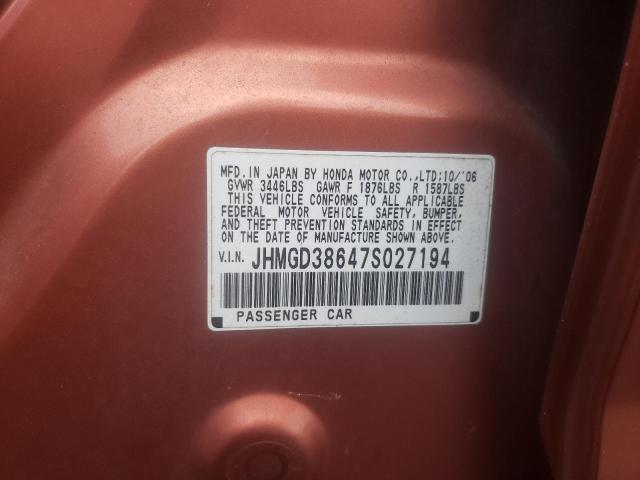 MFD. IN JAPAN BY HONDA MOTOR CO.,LTD:10/'06
GVWR 3446LBS GAWR F 1876LBS R 1587LBS
THIS VEHICLE CONFORMS TO ALL APPLICABLE
FEDERAL MOTOR VEHICLE SAFETY, BUMPER,
AND THEFT PREVENTION STANDARDS IN EFFECT
ON THE DATE OF MANUFACTURE SHOWN ABOVE.
V.I.N. JHMGD38647S027194
PASSENGER CAR